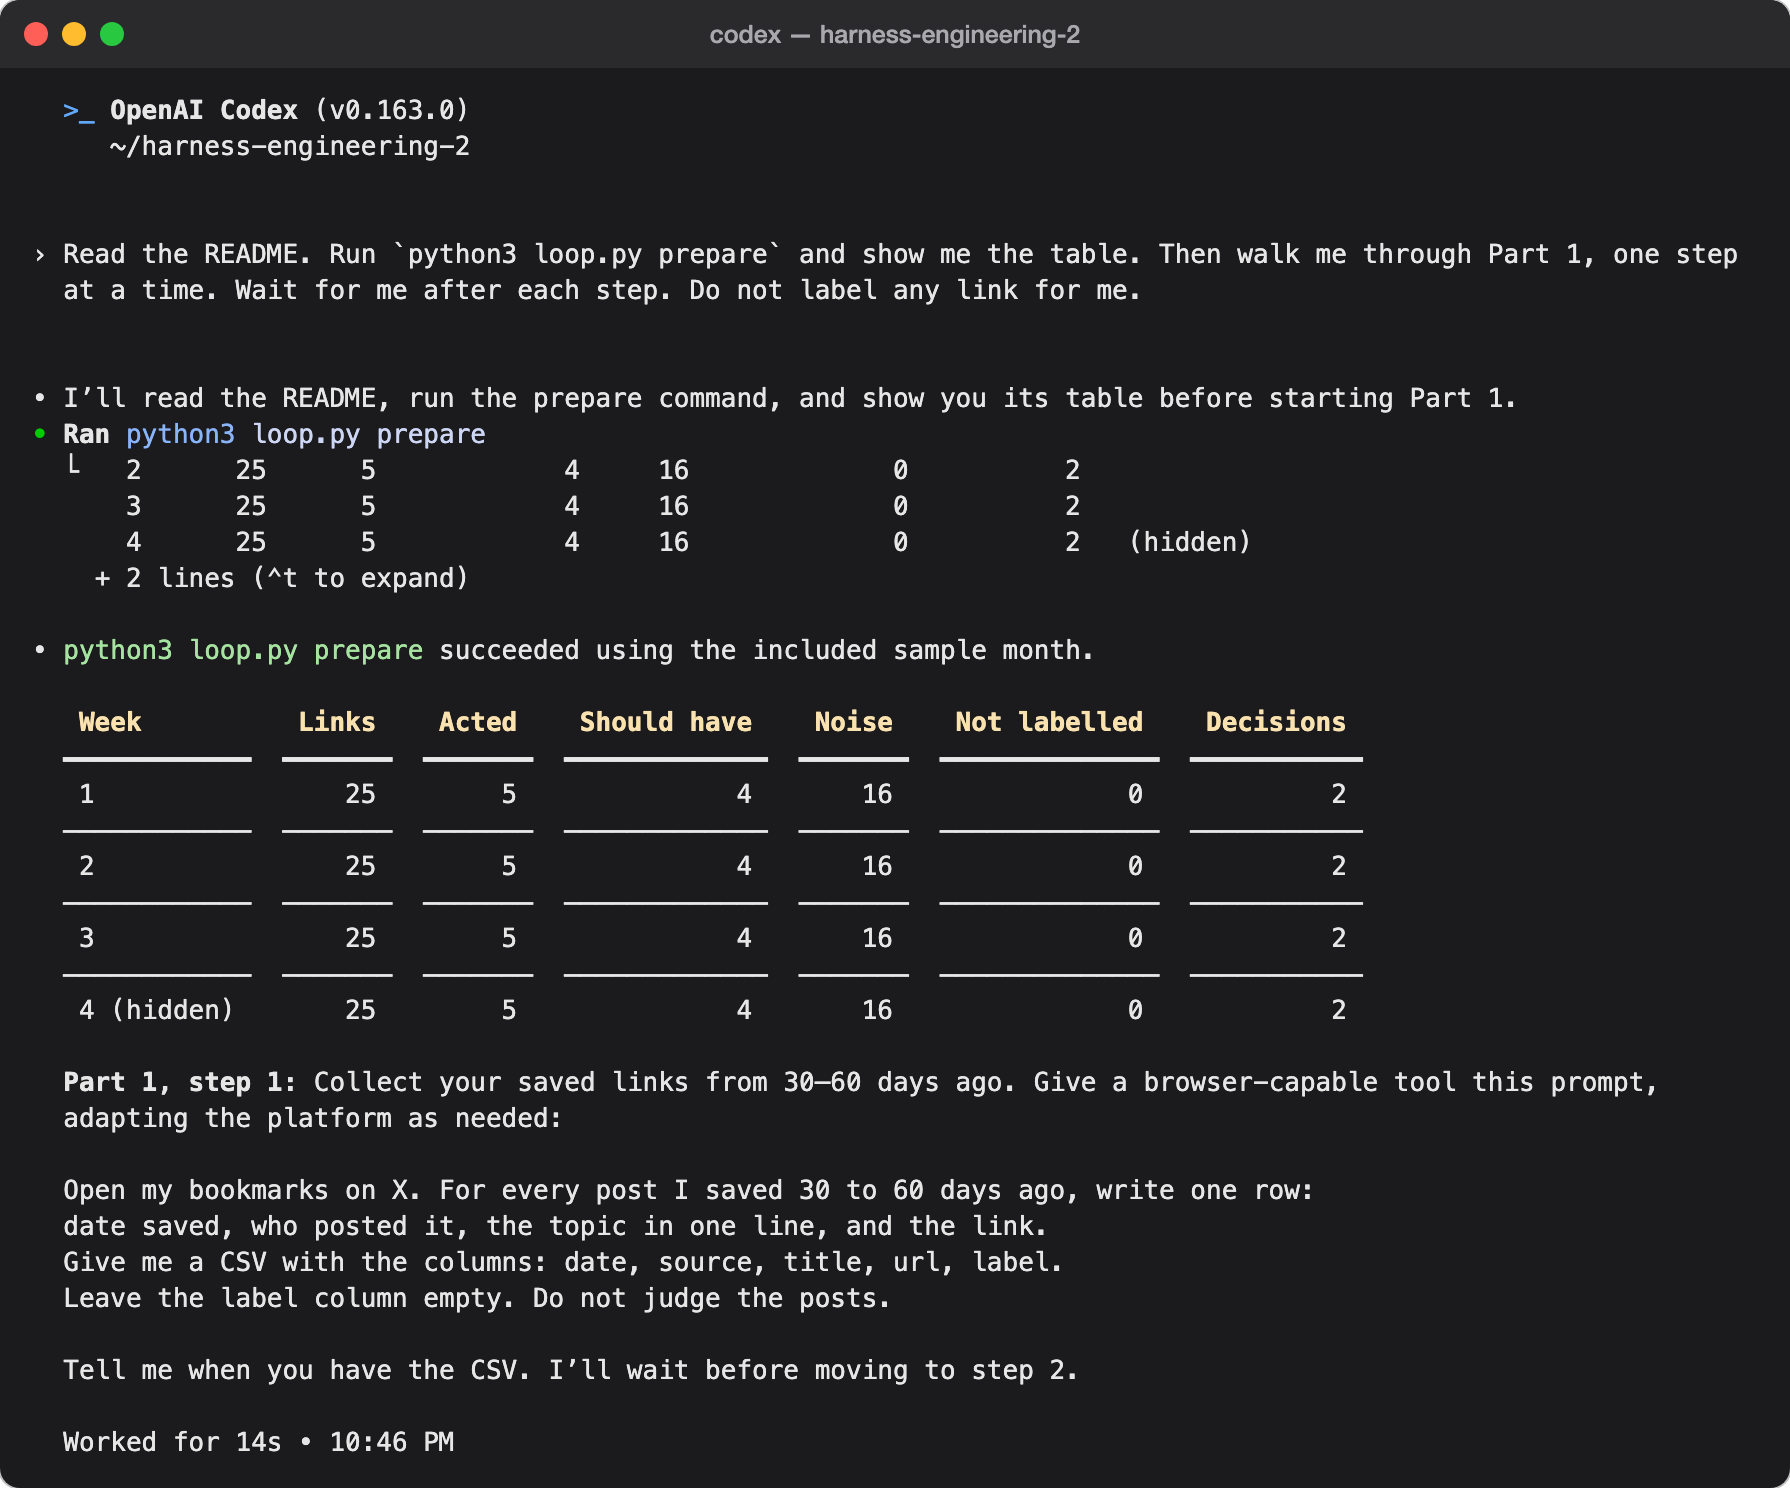 codex — harness-engineering-2
>_ OpenAI Codex (v0.163.0)
~/harness-engineering-2
› Read the README. Run `python3 loop.py prepare` and show me the table. Then walk me through Part 1, one step
at a time. Wait for me after each step. Do not label any link for me.
• I’ll read the README, run the prepare command, and show you its table before starting Part 1.
• Ran python3 loop.py prepare
└ 2 25 5 4 16 0 2
3 25 5 4 16 0 2
4 25 5 4 16 0 2 (hidden)
+ 2 lines (^t to expand)
• python3 loop.py prepare succeeded using the included sample month.
Week Links Acted Should have Noise Not labelled Decisions
1 25 5 4 16 0 2
2 25 5 4 16 0 2
3 25 5 4 16 0 2
4 (hidden) 25 5 4 16 0 2
Part 1, step 1: Collect your saved links from 30–60 days ago. Give a browser-capable tool this prompt,
adapting the platform as needed:
Open my bookmarks on X. For every post I saved 30 to 60 days ago, write one row:
date saved, who posted it, the topic in one line, and the link.
Give me a CSV with the columns: date, source, title, url, label.
Leave the label column empty. Do not judge the posts.
Tell me when you have the CSV. I’ll wait before moving to step 2.
Worked for 14s • 10:46 PM